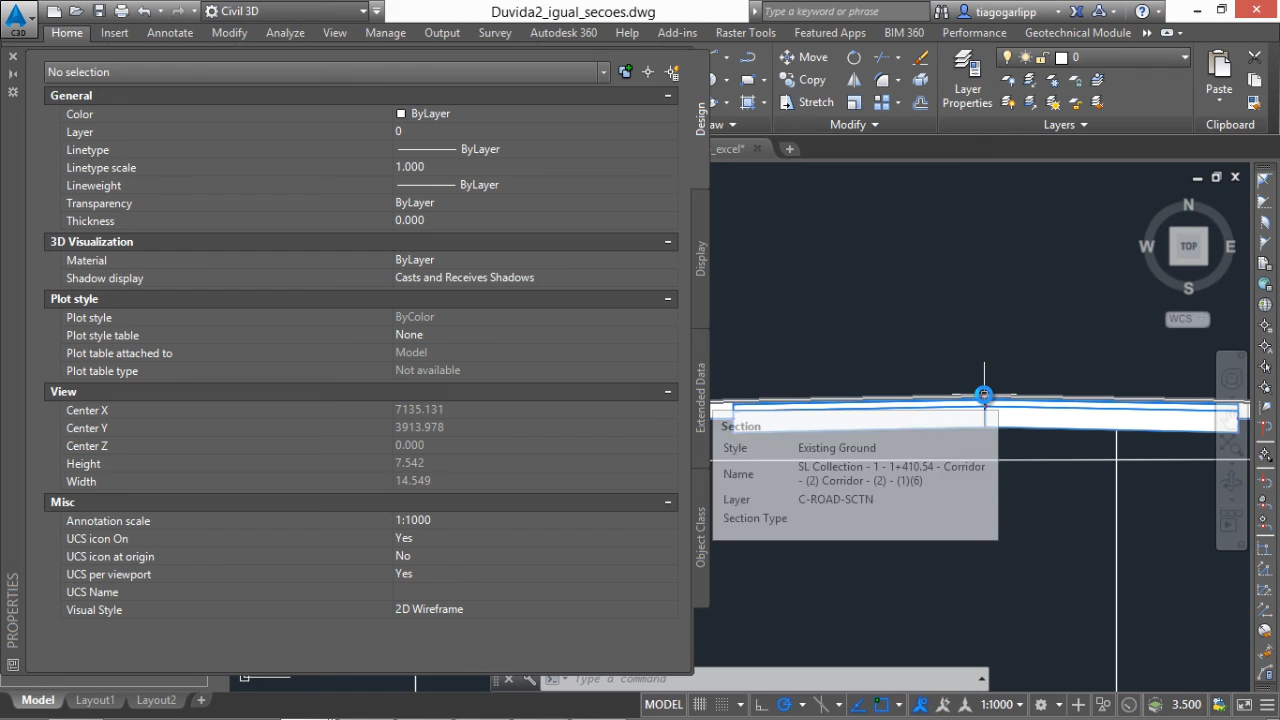 Civil 3D
Duvida2_igual_secoes.dwg
Type a keyword or phrase
tiagogarlipp
C3D
Home Insert Annotate Modify Analyze View Manage Output Survey Autodesk 360 Help Add-ins Raster Tools Featured Apps BIM 360 Performance Geotechnical Module
Move
Copy
Stretch
Layer
Properties
0
Paste
aw Modify Layers Clipboard
_excel*
No selection
General
Color ByLayer
Layer 0
Linetype ByLayer
Linetype scale 1.000
Lineweight ByLayer
Transparency ByLayer
Thickness 0.000
3D Visualization
Material ByLayer
Shadow display Casts and Receives Shadows
Plot style
Plot style ByColor
Plot style table None
Plot table attached to Model
Plot table type Not available
View
Center X 7135.131
Center Y 3913.978
Center Z 0.000
Height 7.542
Width 14.549
Misc
Annotation scale 1:1000
UCS icon On Yes
UCS icon at origin No
UCS per viewport Yes
UCS Name
Visual Style 2D Wireframe
PROPERTIES
Design
Display
Extended Data
Object Class
N
W TOP E
S
WCS
Section
Style Existing Ground
Name SL Collection - 1 - 1+410.54 - Corridor
- (2) Corridor - (2) - (1)(6)
Layer C-ROAD-SCTN
Section Type
Type a command
Model Layout1 Layout2 +
MODEL 1:1000 3.500